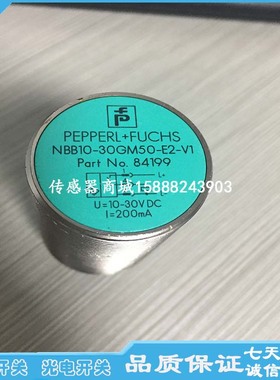 PEPPERL+FUCHS
NBB10-30GM50-E2-V1
Part No. 84199
L+
传感器商城15888243903
U=10-30V DC
I=200mA
开关 光电开关 品质保证
七天
诚信